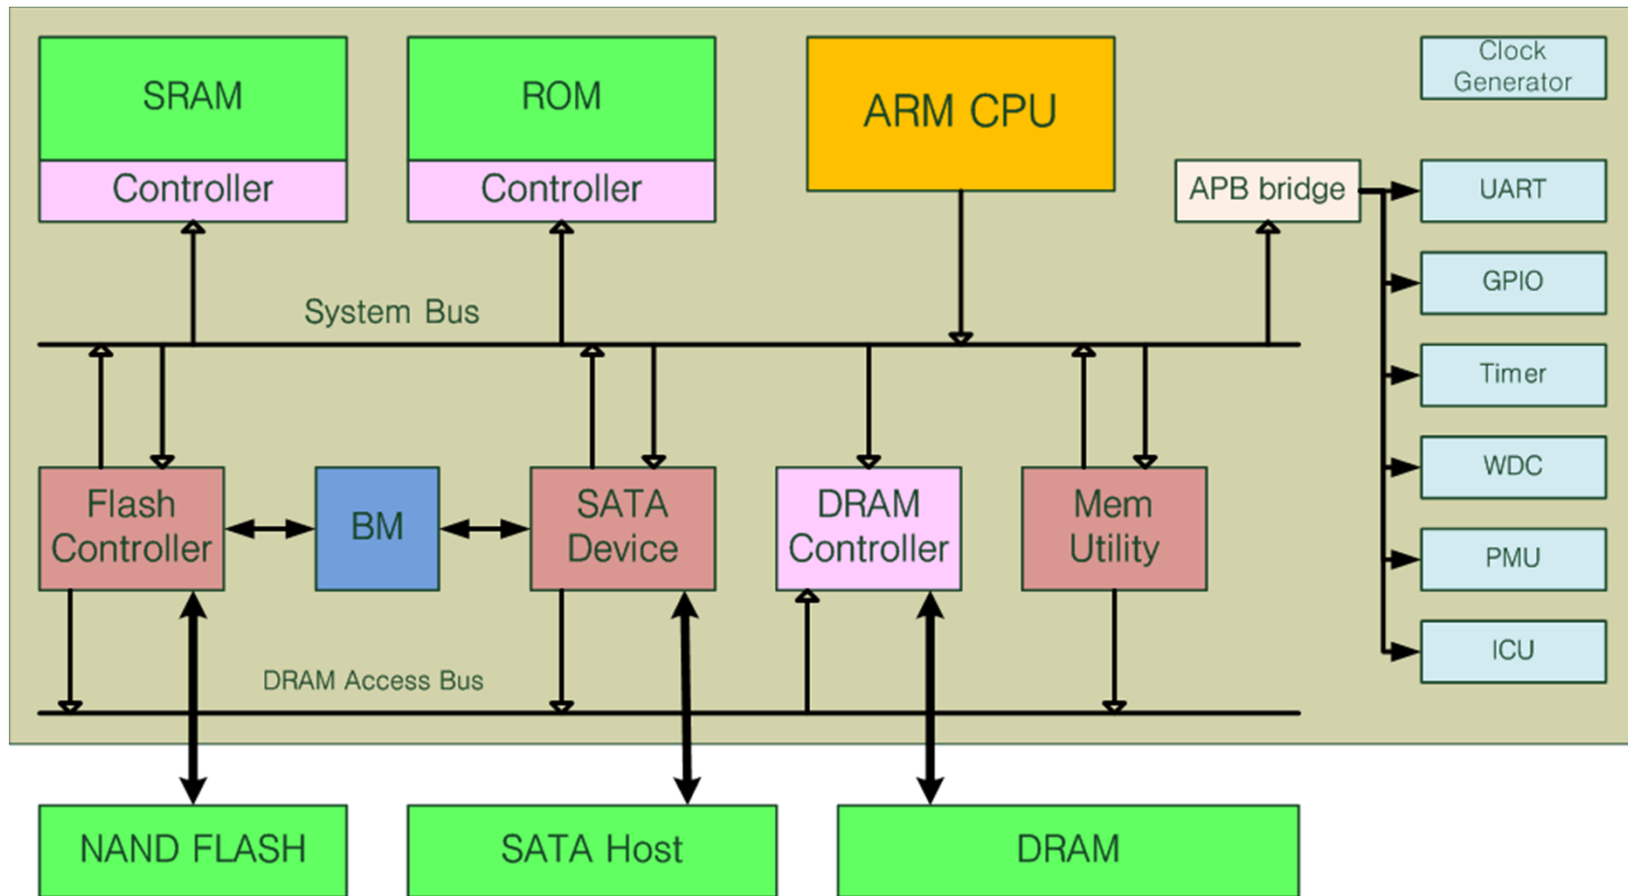 SRAM
Controller
ROM
Controller
ARM CPU
Clock
Generator
APB bridge
UART
GPIO
Timer
WDC
PMU
ICU
System Bus
Flash
Controller
BM
SATA
Device
DRAM
Controller
Mem
Utility
DRAM Access Bus
NAND FLASH
SATA Host
DRAM